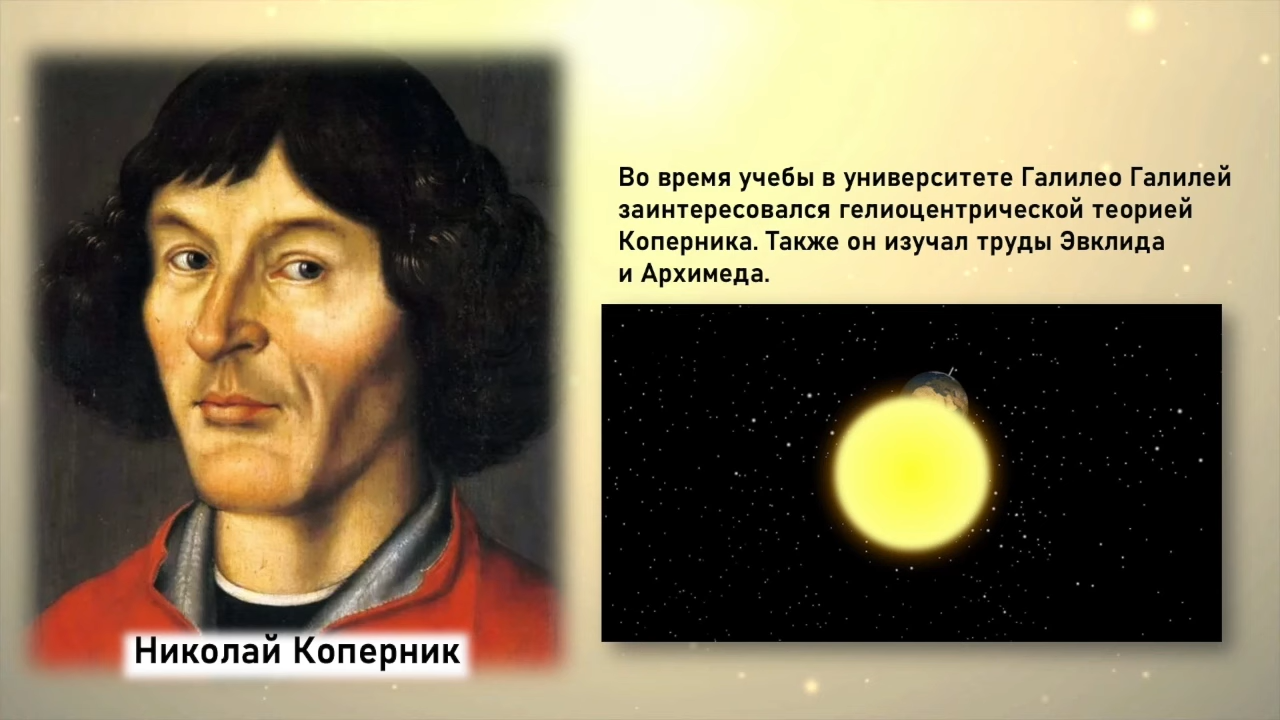 Во время учебы в университете Галилео Галилей
заинтересовался гелиоцентрической теорией
Коперника. Также он изучал труды Эвклида
и Архимеда.
Николай Коперник